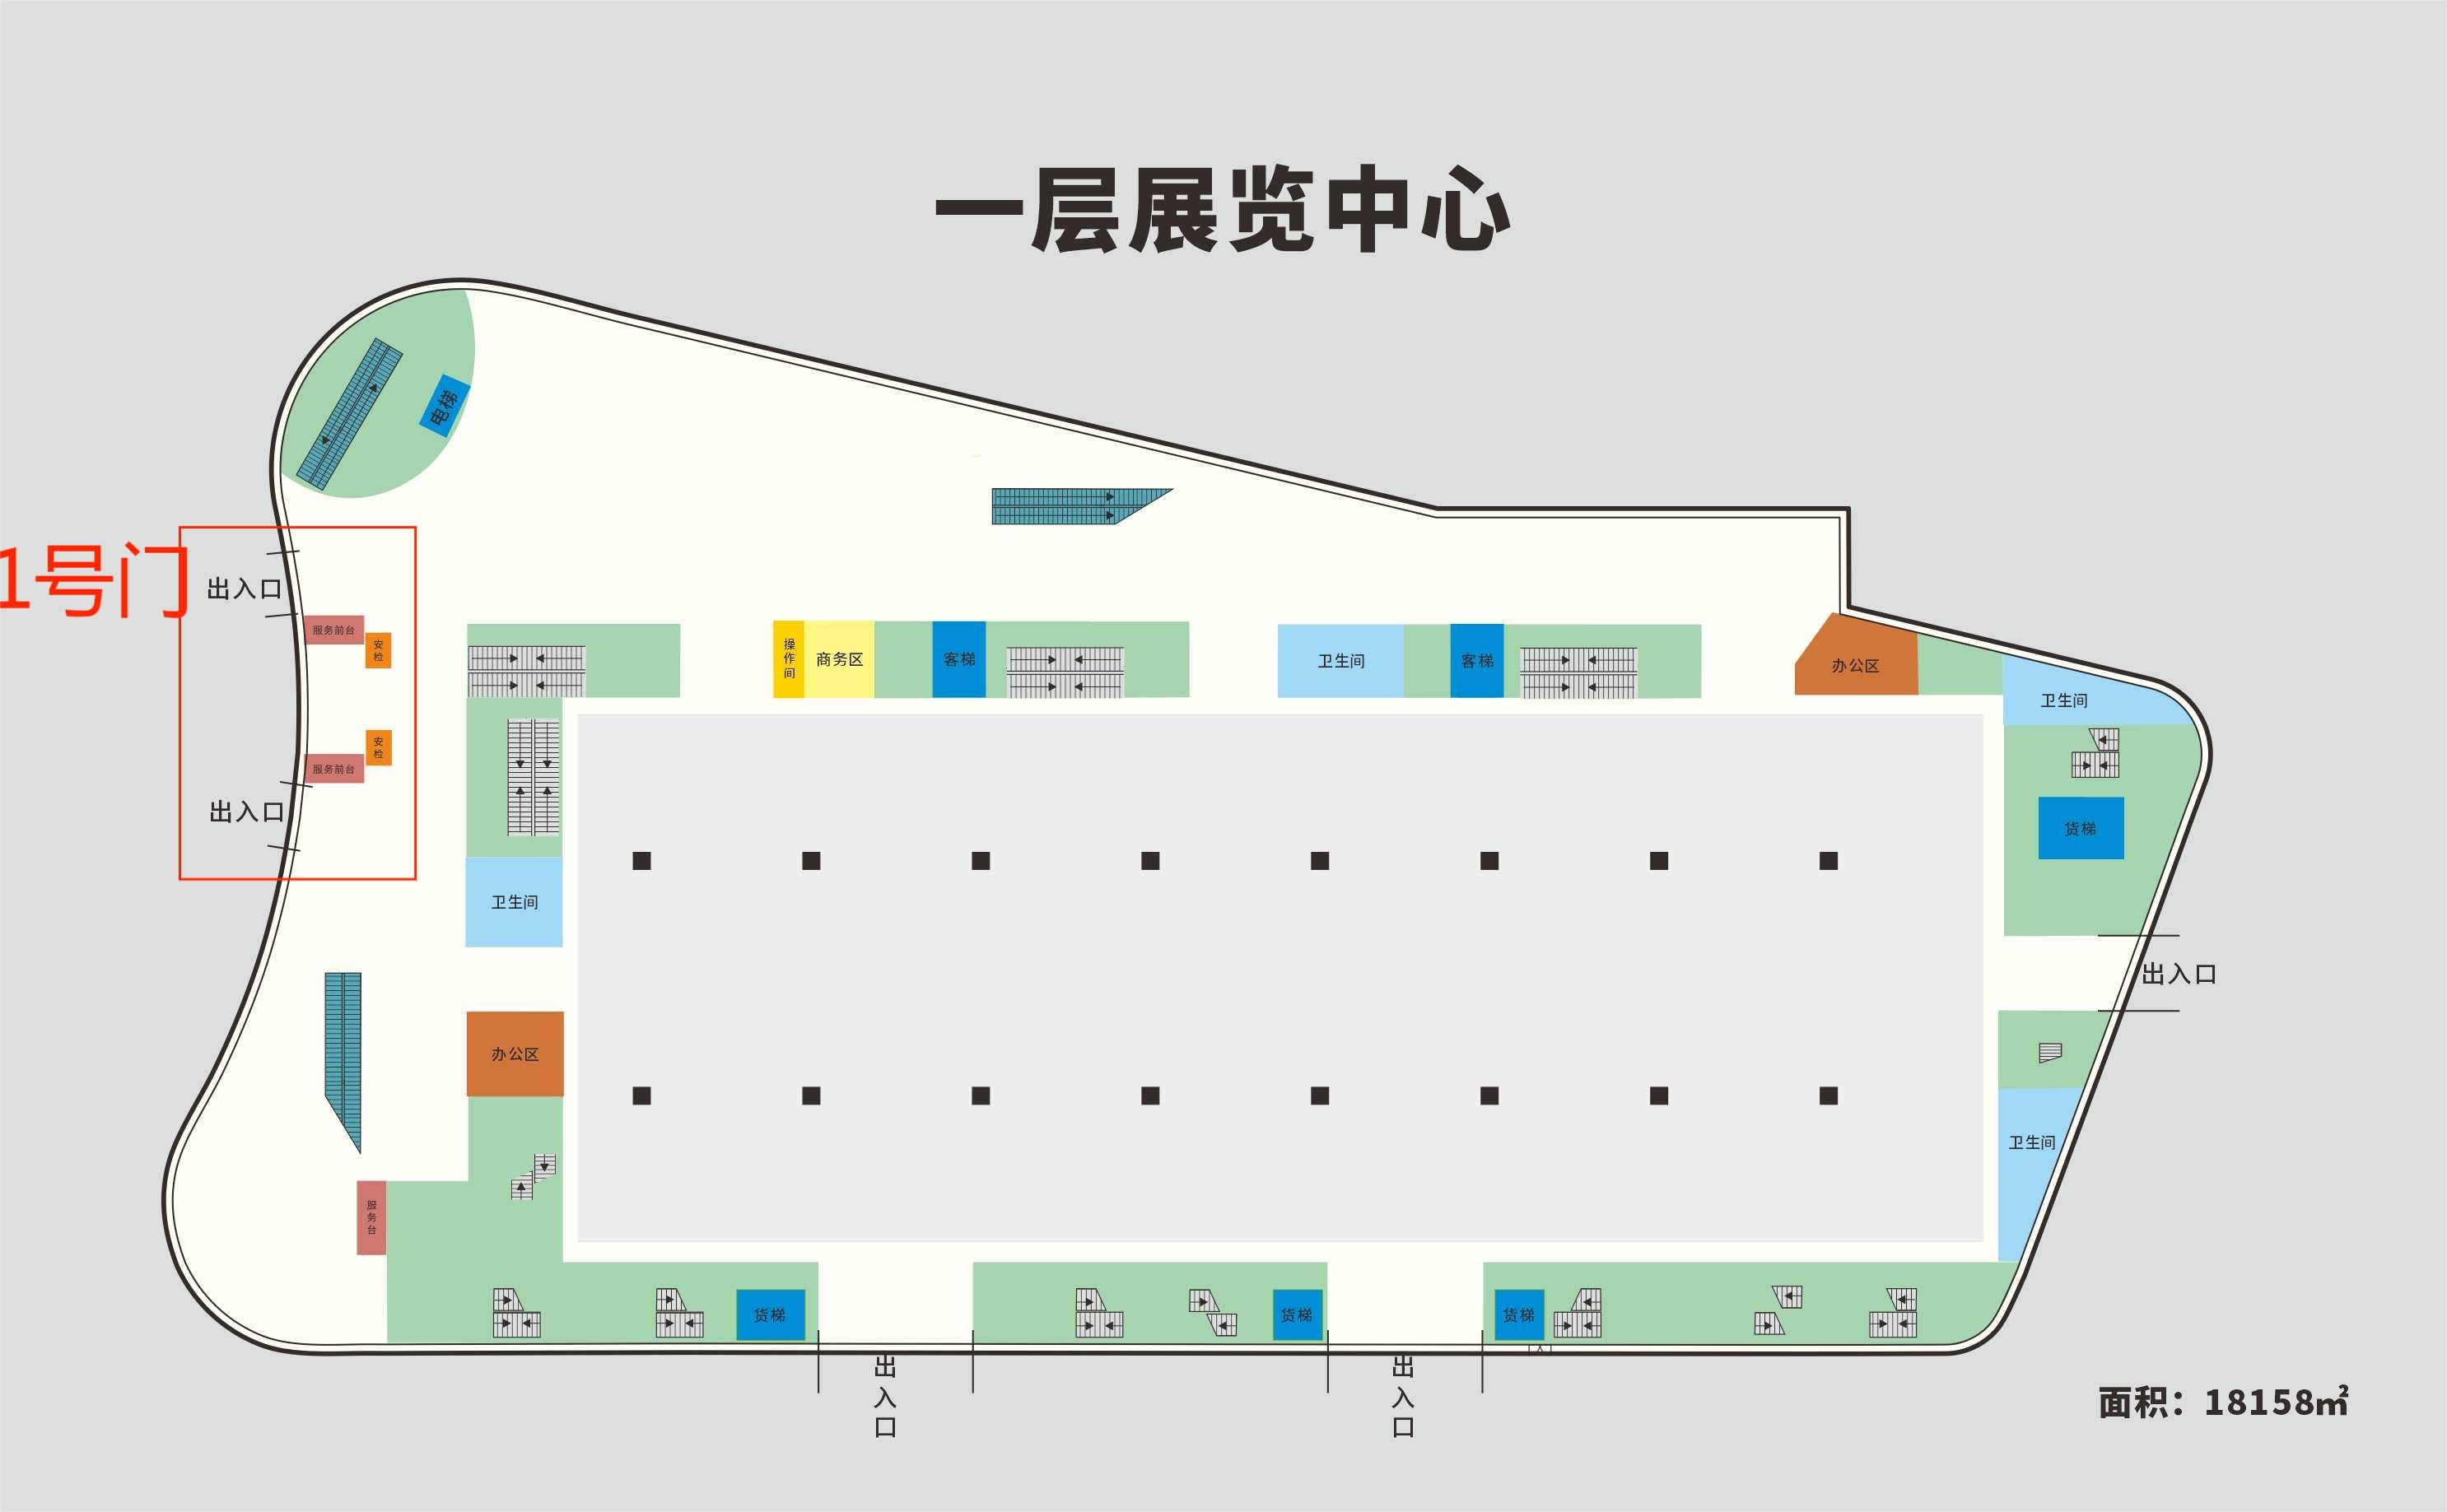 一层展览中心
电梯
1号门
出入口
服务前台
安检
操作间
商务区
客梯
卫生间
客梯
办公区
卫生间
安检
服务前台
出入口
货梯
卫生间
出入口
办公区
卫生间
服务台
货梯
货梯
货梯
出入口
出入口
面积：18158㎡